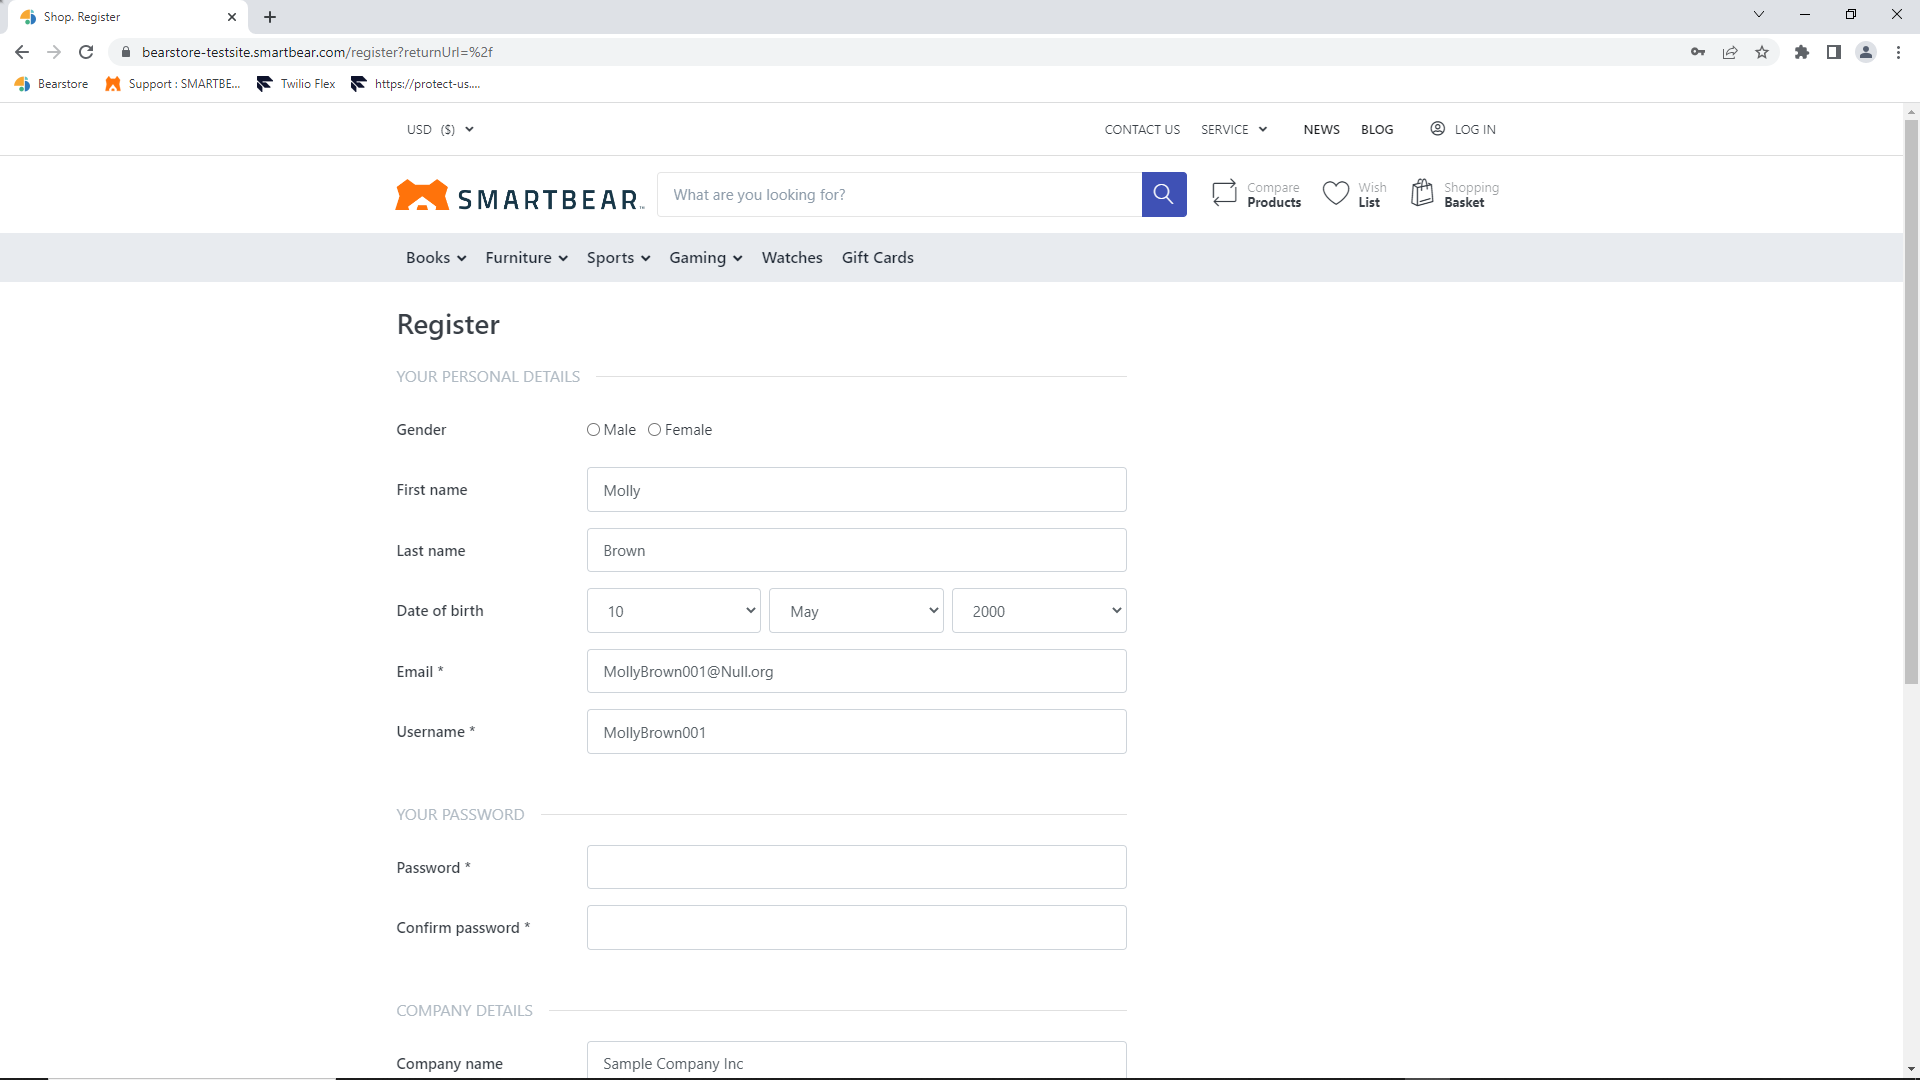 Shop. Register
bearstore-testsite.smartbear.com/register?returnUrl=%2f
Bearstore
Support : SMARTBE...
Twilio Flex
https://protect-us....
USD ($)
CONTACT US
SERVICE
NEWS
BLOG
LOG IN
SMARTBEAR™
What are you looking for?
Compare
Products
Wish
List
Shopping
Basket
Books
Furniture
Sports
Gaming
Watches
Gift Cards
Register
YOUR PERSONAL DETAILS
Gender
Male
Female
First name
Molly
Last name
Brown
Date of birth
10
May
2000
Email *
MollyBrown001@Null.org
Username *
MollyBrown001
YOUR PASSWORD
Password *
Confirm password *
COMPANY DETAILS
Company name
Sample Company Inc